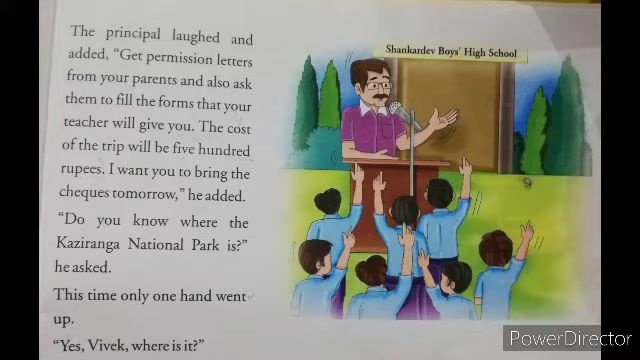 The principal laughed and
added, “Get permission letters
from your parents and also ask
them to fill the forms that your
teacher will give you. The cost
of the trip will be five hundred
rupees. I want you to bring the
cheques tomorrow,” he added.
“Do you know where the
Kaziranga National Park is?”
he asked.
This time only one hand went
up.
“Yes, Vivek, where is it?”
Shankardev Boys’ High School
PowerDirector